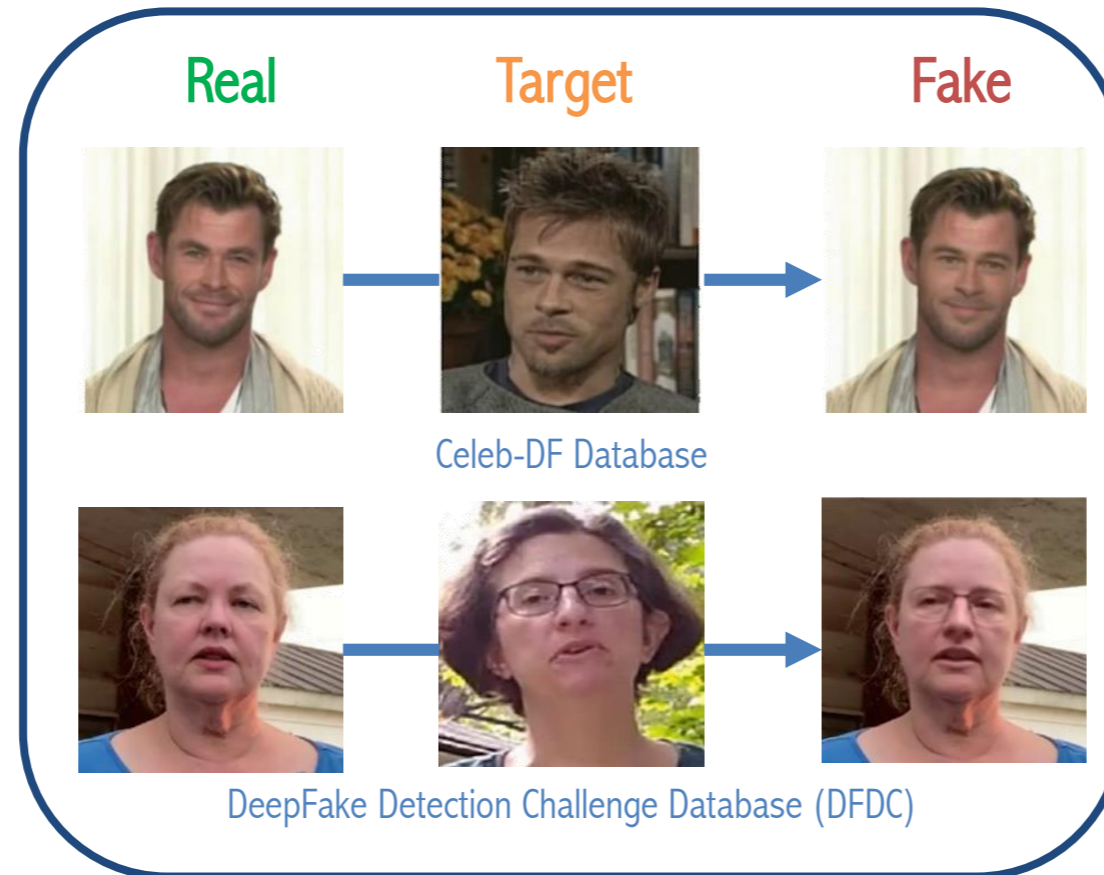 Real Target Fake
Celeb-DF Database
DeepFake Detection Challenge Database (DFDC)